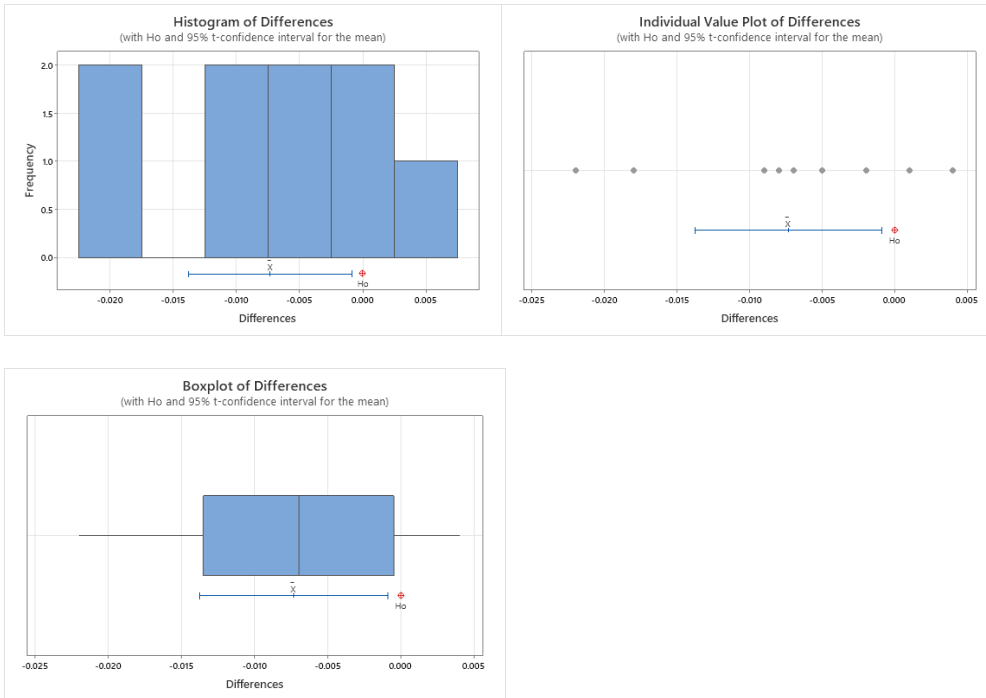 Histogram of Differences
(with Ho and 95% t-confidence interval for the mean)
Frequency
2.0
1.5
1.0
0.5
0.0
X̄
Ho
-0.020 -0.015 -0.010 -0.005 0.000 0.005
Differences
Individual Value Plot of Differences
(with Ho and 95% t-confidence interval for the mean)
X̄
Ho
-0.025 -0.020 -0.015 -0.010 -0.005 0.000 0.005
Differences
Boxplot of Differences
(with Ho and 95% t-confidence interval for the mean)
X̄
Ho
-0.025 -0.020 -0.015 -0.010 -0.005 0.000 0.005
Differences